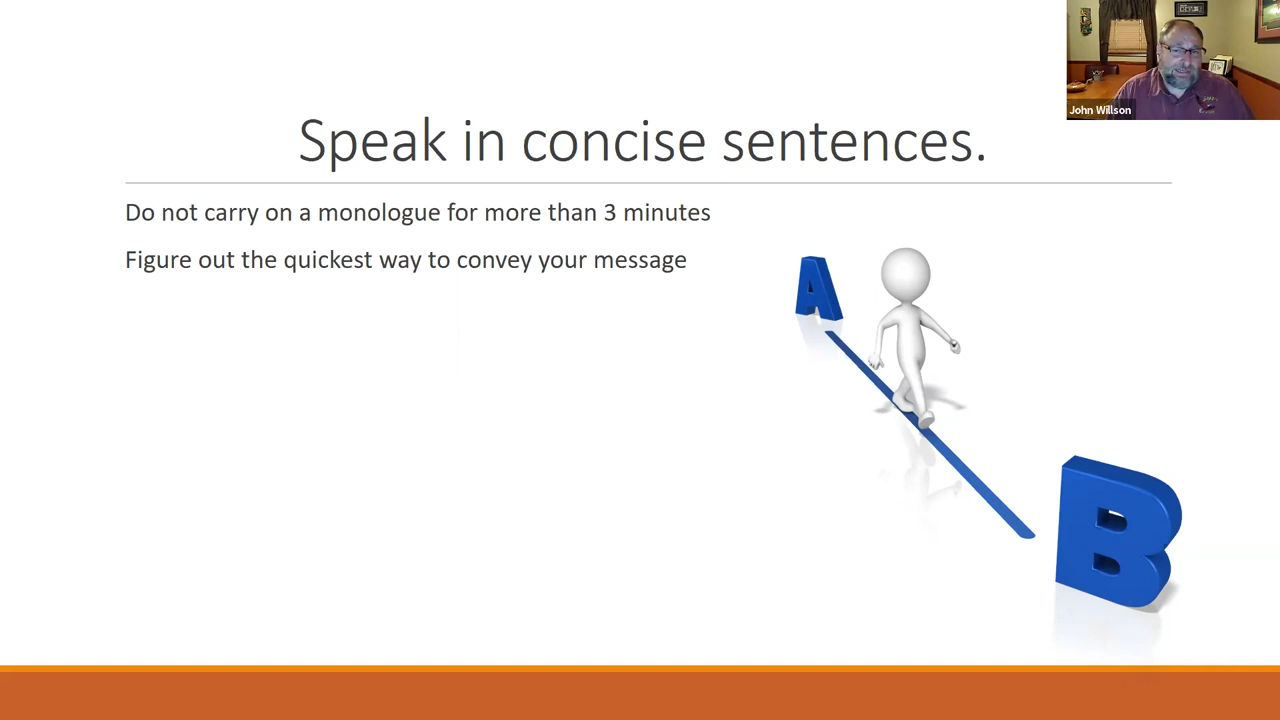 John Willson
Speak in concise sentences.
Do not carry on a monologue for more than 3 minutes
Figure out the quickest way to convey your message
A
B